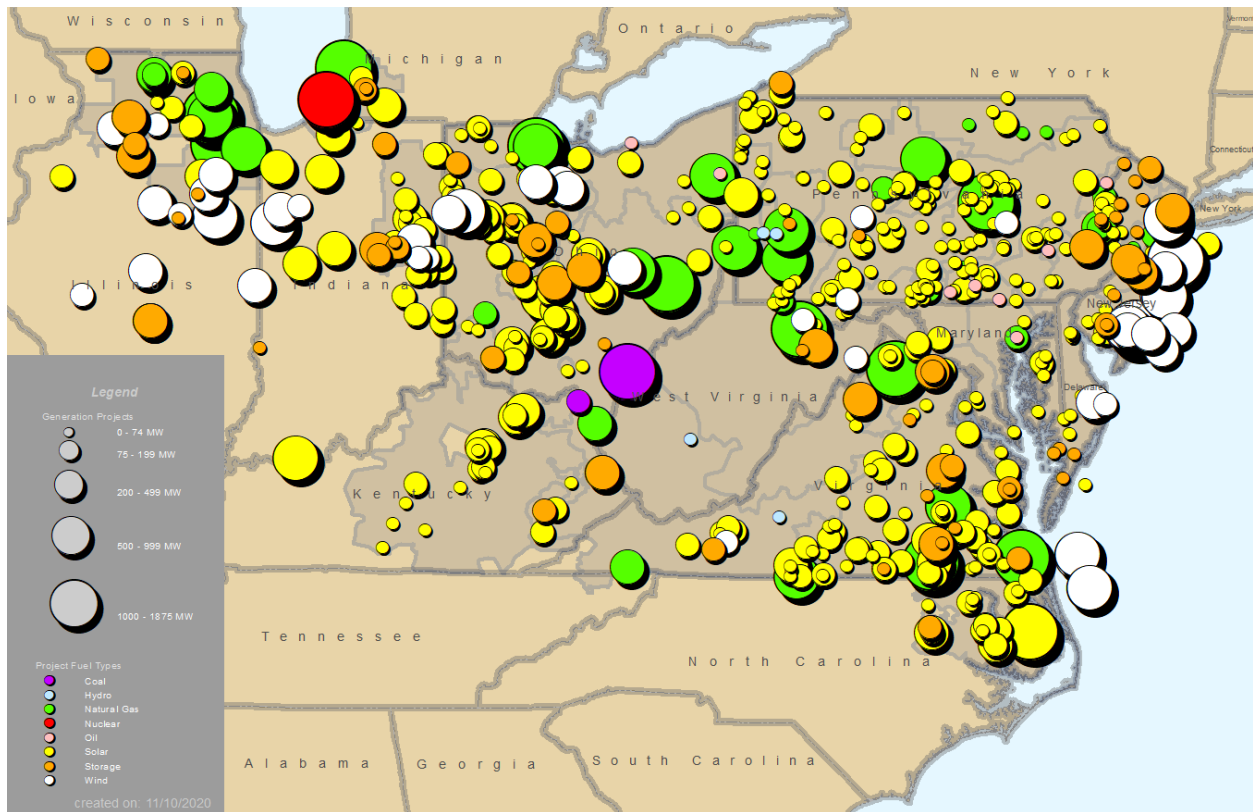 Wisconsin
Michigan
Ontario
Vermont
New York
Iowa
Connecticut
New York
Pennsylvania
Ohio
Illinois
Indiana
New Jersey
Maryland
Delaware
West Virginia
Virginia
Kentucky
Tennessee
North Carolina
Alabama
Georgia
South Carolina
Legend
Generation Projects
0 - 74 MW
75 - 199 MW
200 - 499 MW
500 - 999 MW
1000 - 1875 MW
Project Fuel Types
Coal
Hydro
Natural Gas
Nuclear
Oil
Solar
Storage
Wind
created on: 11/10/2020